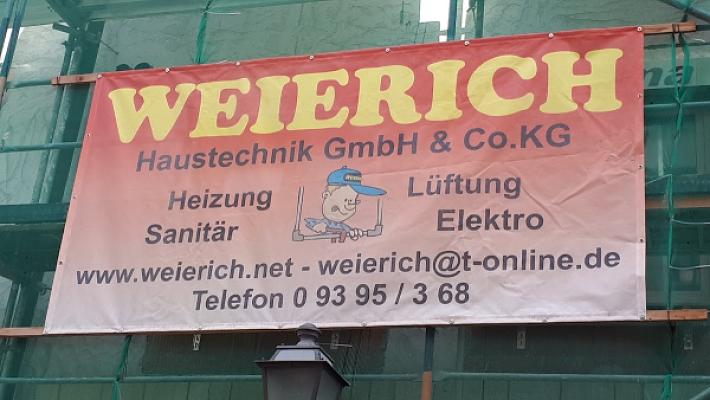 WEIERICH
Haustechnik GmbH & Co.KG
Heizung Lüftung
Sanitär Elektro
www.weierich.net - weierich@t-online.de
Telefon 0 93 95 / 3 68